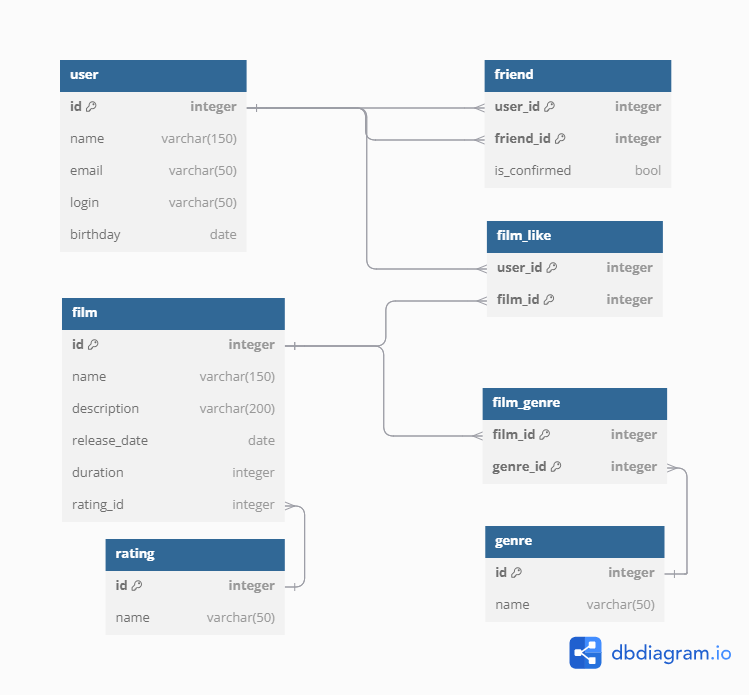 user
id integer
name varchar(150)
email varchar(50)
login varchar(50)
birthday date
friend
user_id integer
friend_id integer
is_confirmed bool
film_like
user_id integer
film_id integer
film
id integer
name varchar(150)
description varchar(200)
release_date date
duration integer
rating_id integer
film_genre
film_id integer
genre_id integer
rating
id integer
name varchar(50)
genre
id integer
name varchar(50)
dbdiagram.io